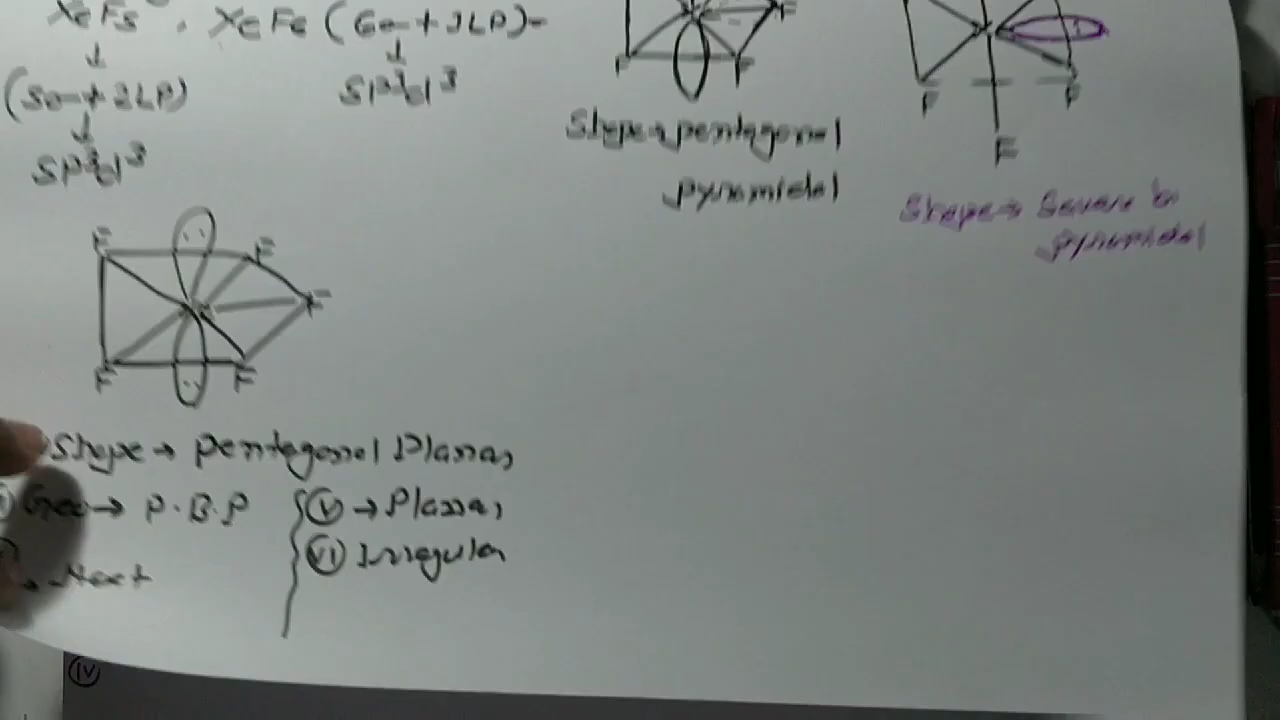 XeF5⁻, XeF6 (6σ+1LP)-
(5σ+2LP)
sp³d³
sp³d³
F F
Shape→pentagonal
pyramidal
F F
F
Shape→ Square b
pyramidal
F F
F
F F
Shape→ Pentagonal Planar
Geo→ P.B.P
V → Planar
VI Irregular
IV